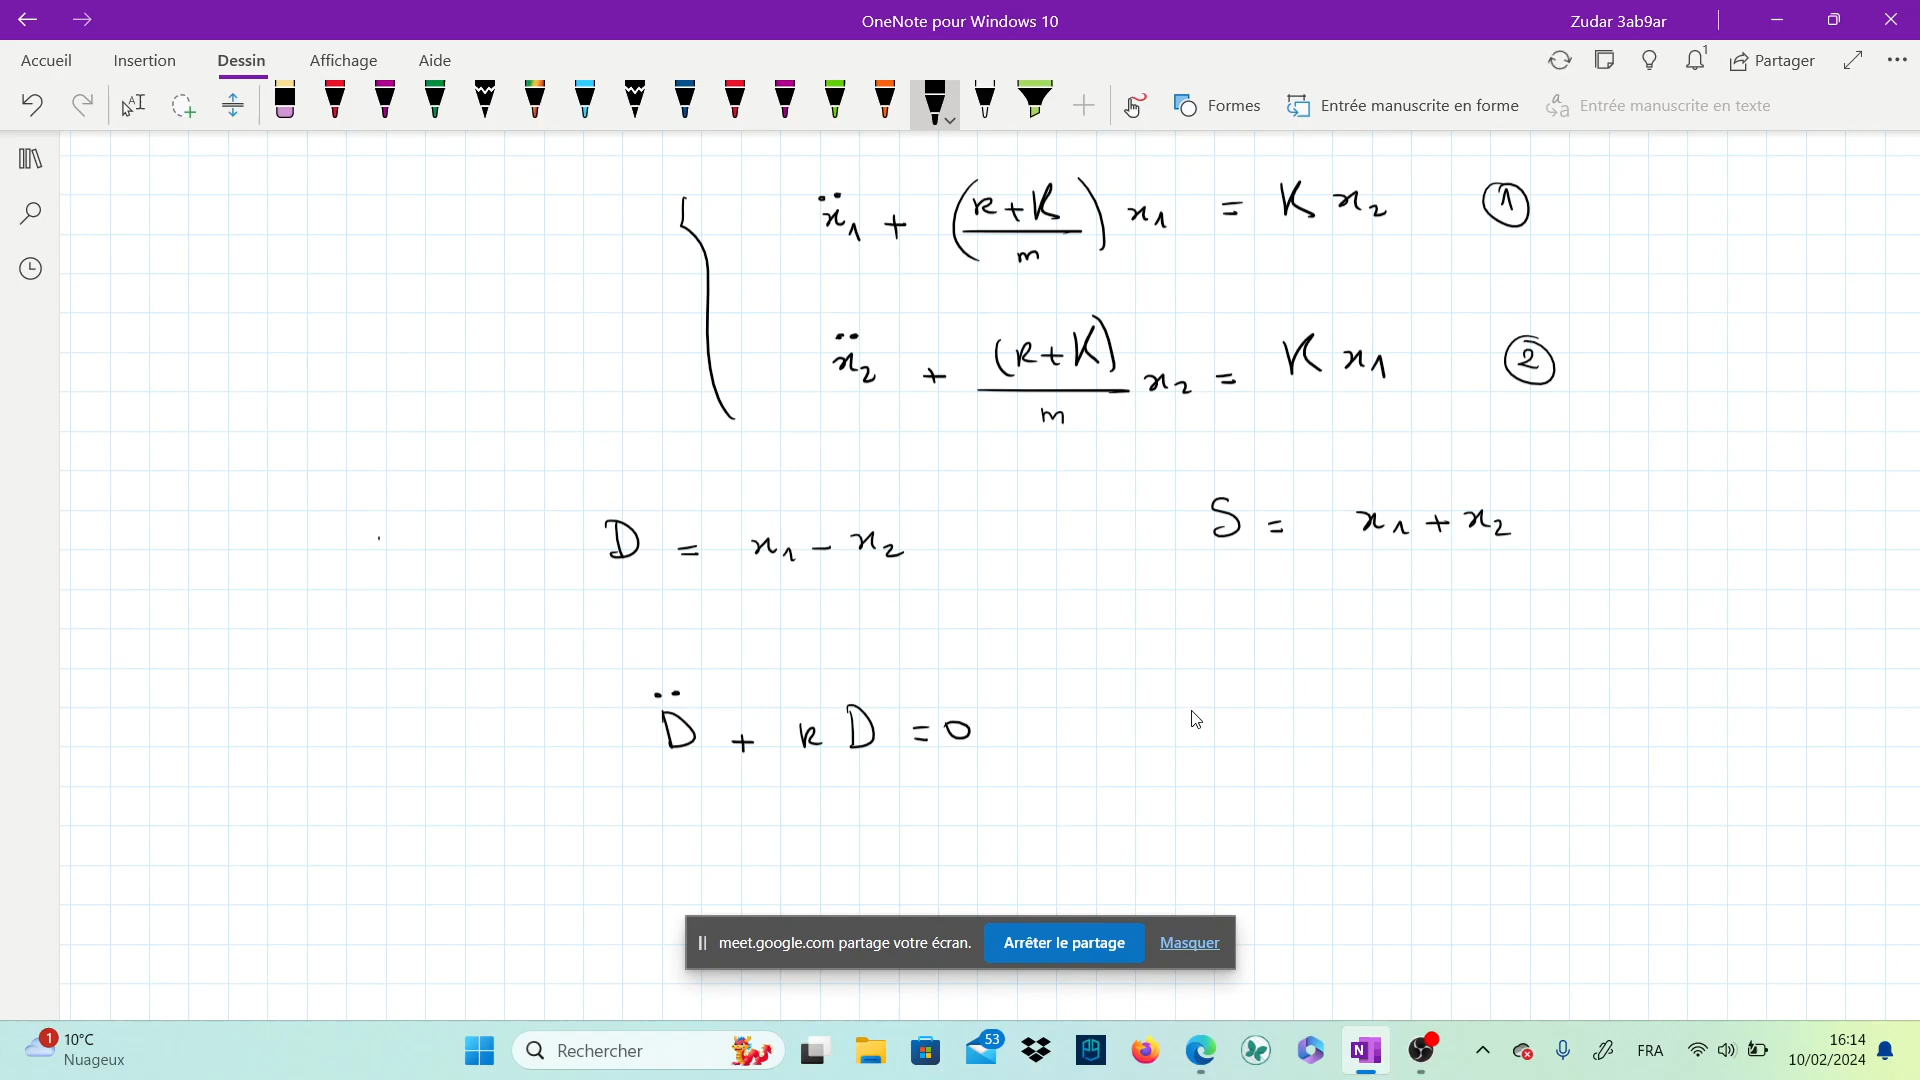 OneNote pour Windows 10
Zudar 3ab9ar
Accueil Insertion Dessin Affichage Aide
1
Partager
Formes
Entrée manuscrite en forme
Entrée manuscrite en texte
ẍ₁ + ((k+K)/m) x₁ = K x₂ ①
ẍ₂ + (k+K)/m x₂ = K x₁ ②
D = x₁ - x₂
S = x₁ + x₂
D̈ + k D = 0
meet.google.com partage votre écran. Arrêter le partage Masquer
1 10°C
Nuageux
Rechercher
53
FRA
16:14
10/02/2024